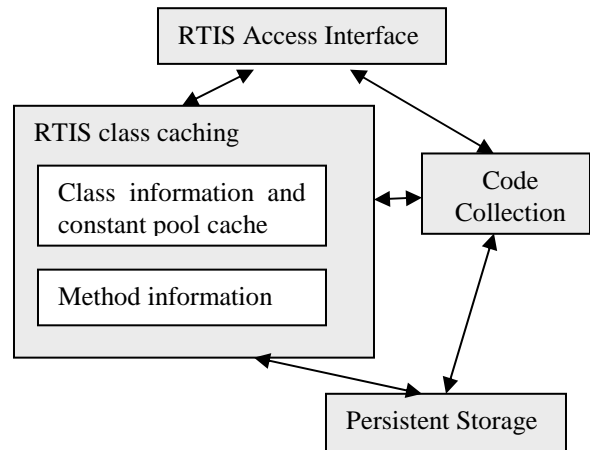 RTIS Access Interface
RTIS class caching
Class information and
constant pool cache
Method information
Code
Collection
Persistent Storage